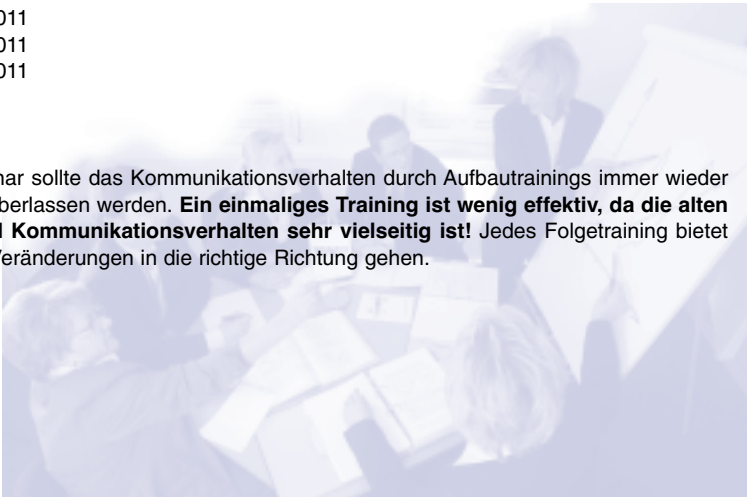 011
011
011
nar sollte das Kommunikationsverhalten durch Aufbautrainings immer wieder
berlassen werden. Ein einmaliges Training ist wenig effektiv, da die alten
l Kommunikationsverhalten sehr vielseitig ist! Jedes Folgetraining bietet
Veränderungen in die richtige Richtung gehen.